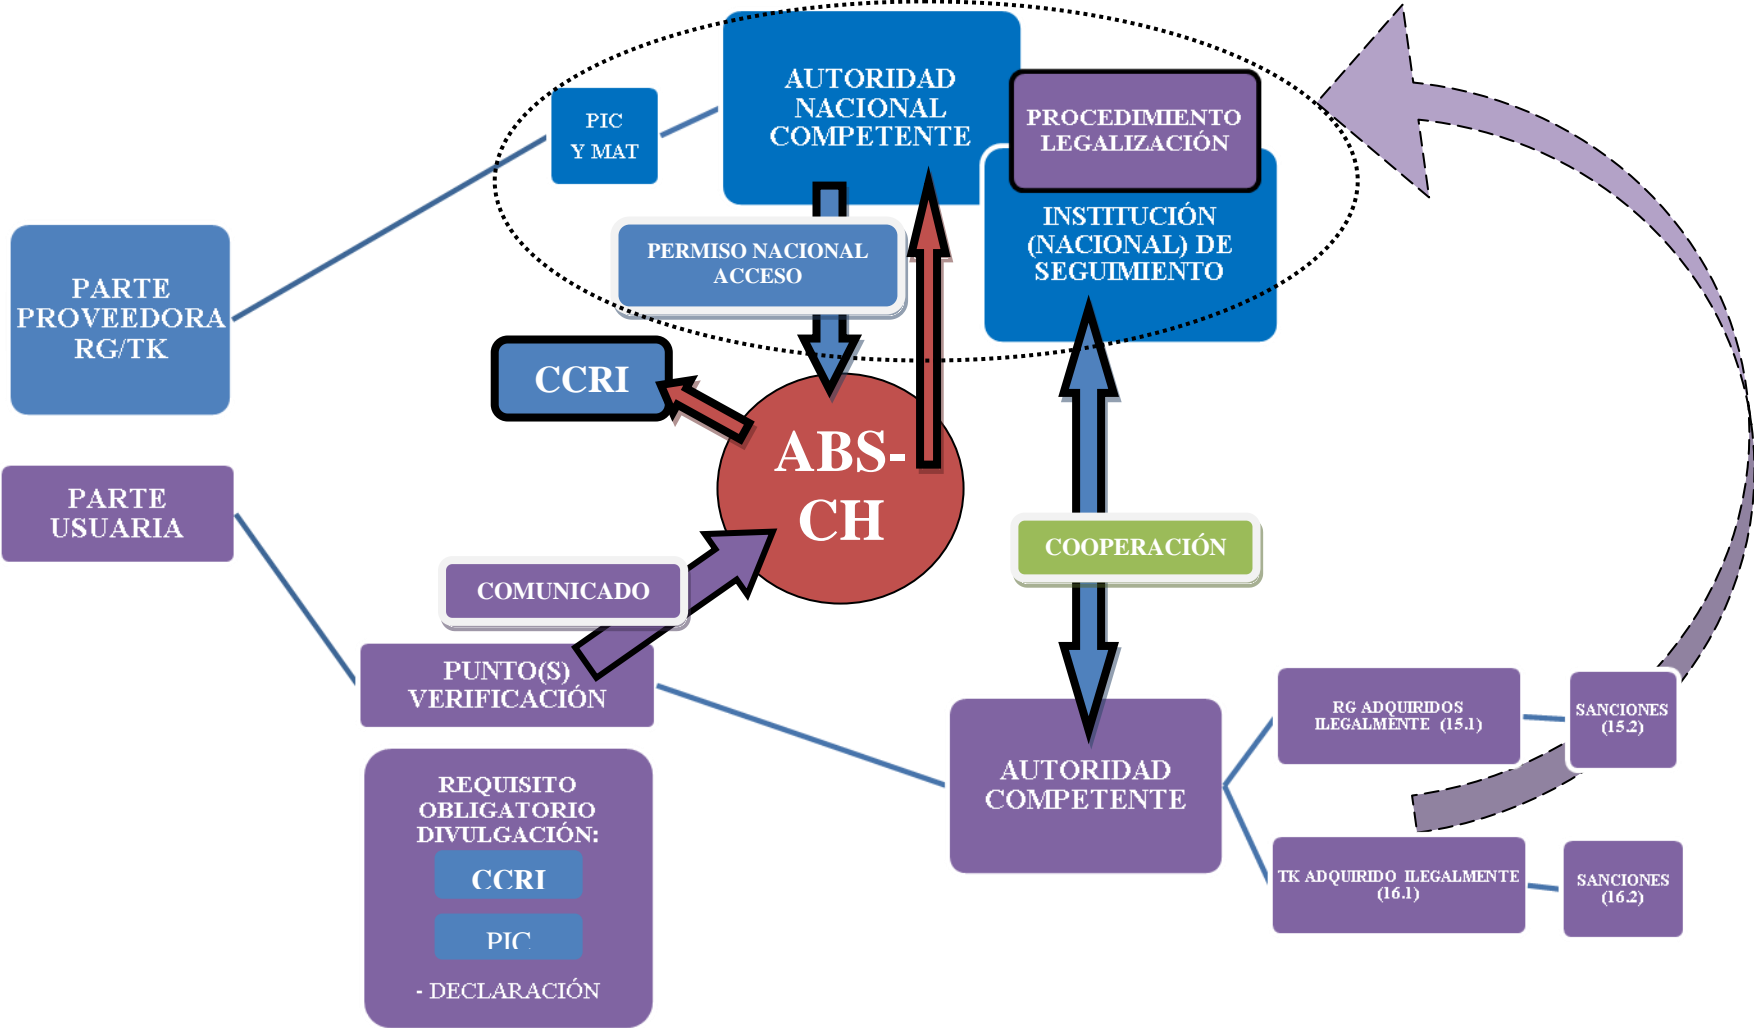 AUTORIDAD
NACIONAL
COMPETENTE
PIC
Y MAT
PROCEDIMIENTO
LEGALIZACIÓN
INSTITUCIÓN
(NACIONAL) DE
SEGUIMIENTO
PERMISO NACIONAL
ACCESO
PARTE
PROVEEDORA
RG/TK
CCRI
ABS-
CH
PARTE
USUARIA
COOPERACIÓN
COMUNICADO
PUNTO(S)
VERIFICACIÓN
RG ADQUIRIDOS
ILEGALMENTE (15.1)
SANCIONES
(15.2)
AUTORIDAD
COMPETENTE
REQUISITO
OBLIGATORIO
DIVULGACIÓN:
CCRI
PIC
- DECLARACIÓN
TK ADQUIRIDO ILEGALMENTE
(16.1)
SANCIONES
(16.2)